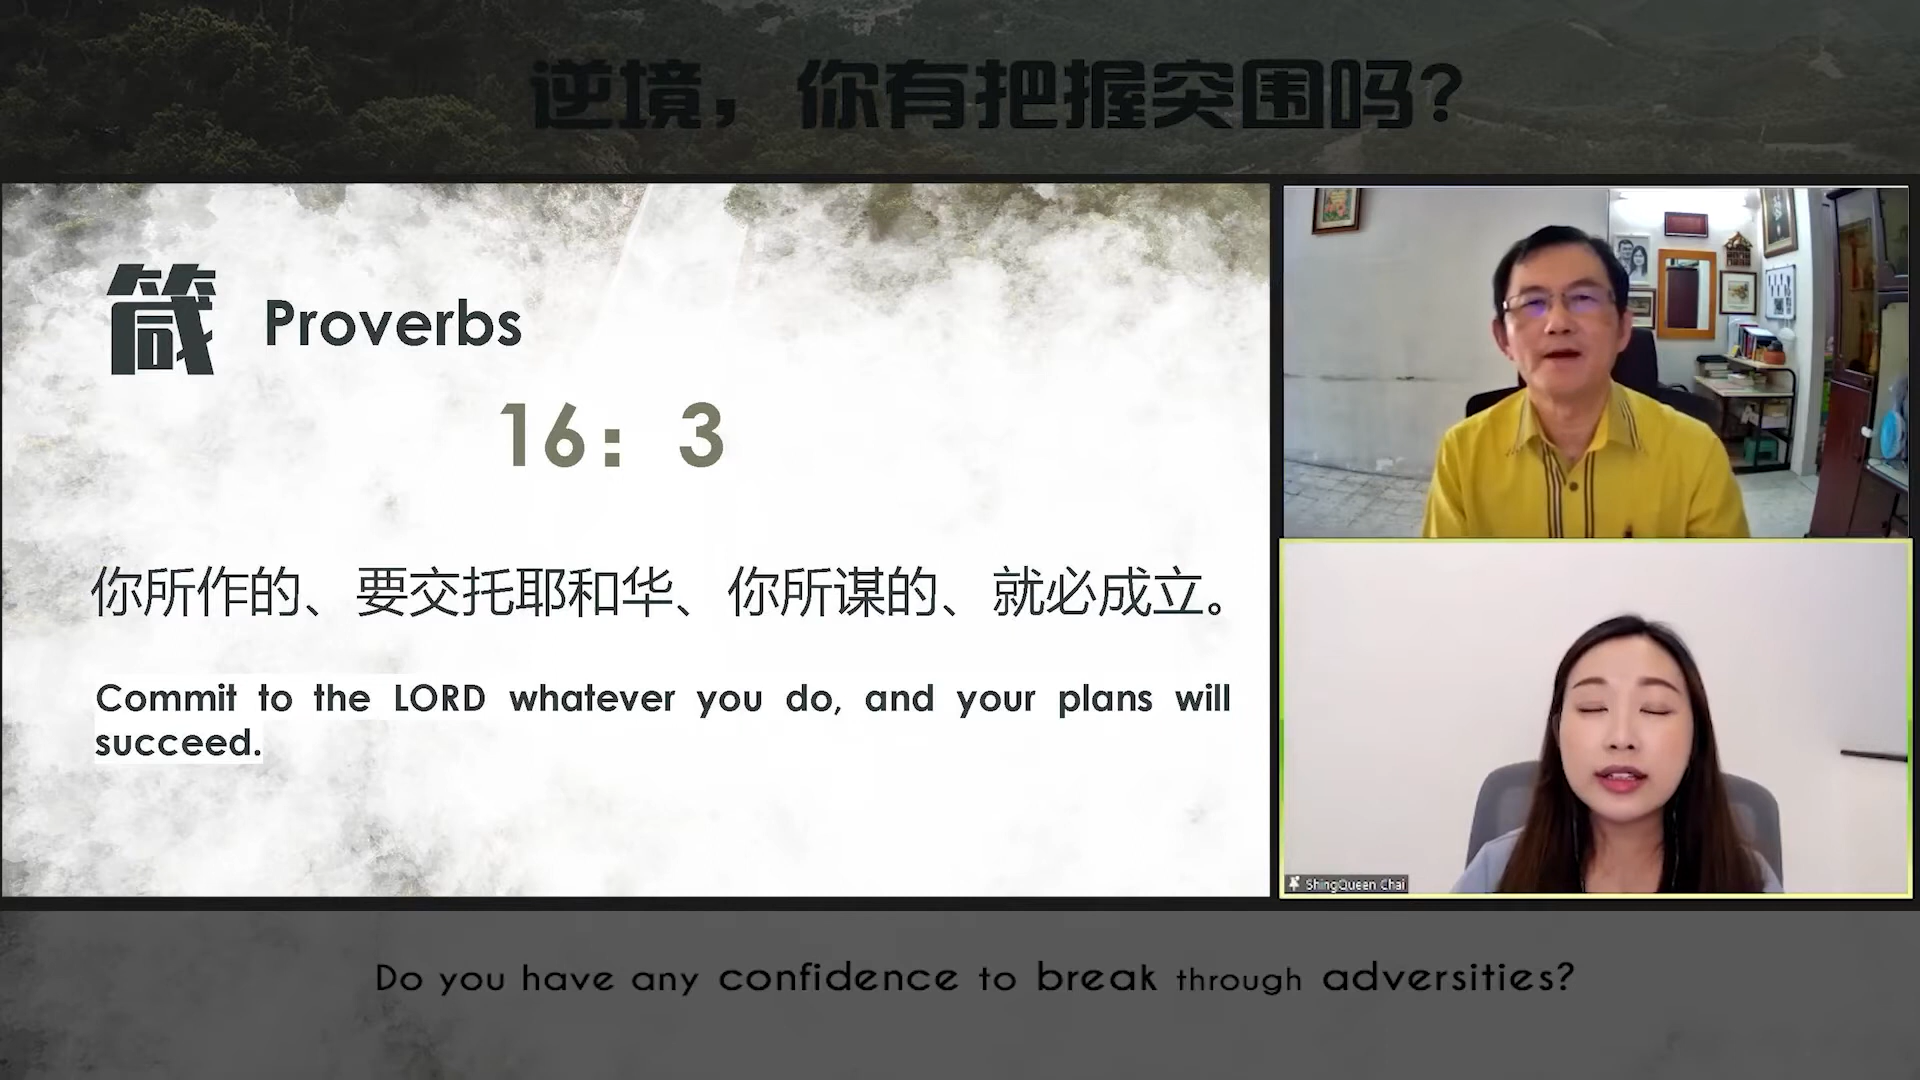 逆境，你有把握突围吗？
箴 Proverbs
16：3
你所作的、要交托耶和华、你所谋的、就必成立。
Commit to the LORD whatever you do, and your plans will
succeed.
ShingQueen Chai
Do you have any confidence to break through adversities?